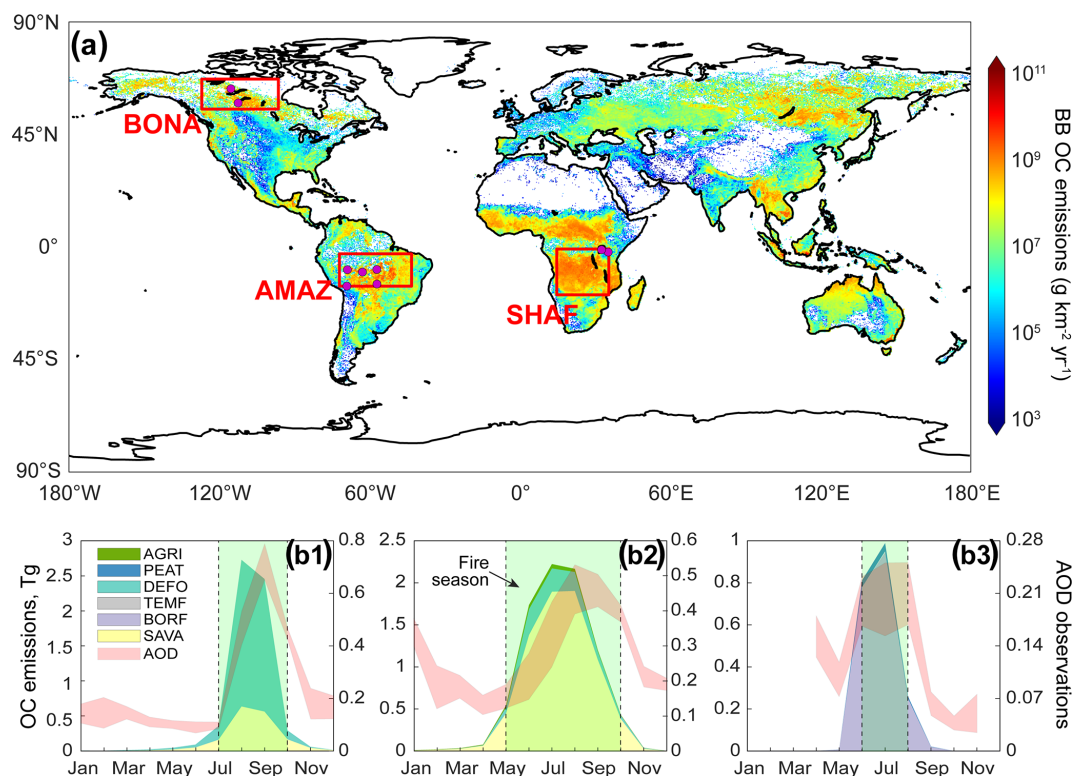 90°N
(a)
10¹¹
BONA
45°N
10⁹
0°
10⁷
AMAZ
SHAF
10⁵
45°S
10³
BB OC emissions (g km⁻² yr⁻¹)
90°S
180°W 120°W 60°W 0° 60°E 120°E 180°E
3 0.8 2.5 0.6 1 0.28
(b1) (b2) (b3)
AGRI
PEAT
DEFO
TEMF
BORF
SAVA
AOD
Fire
season
2.5 2 1.5 1 0.5 0
0.6 0.4 0.2 0
2 1.5 1 0.5 0
0.5 0.4 0.3 0.2 0.1 0
0.8 0.6 0.4 0.2 0
0.21 0.14 0.07 0
OC emissions, Tg
AOD observations
Jan Mar May Jul Sep Nov Jan Mar May Jul Sep Nov Jan Mar May Jul Sep Nov